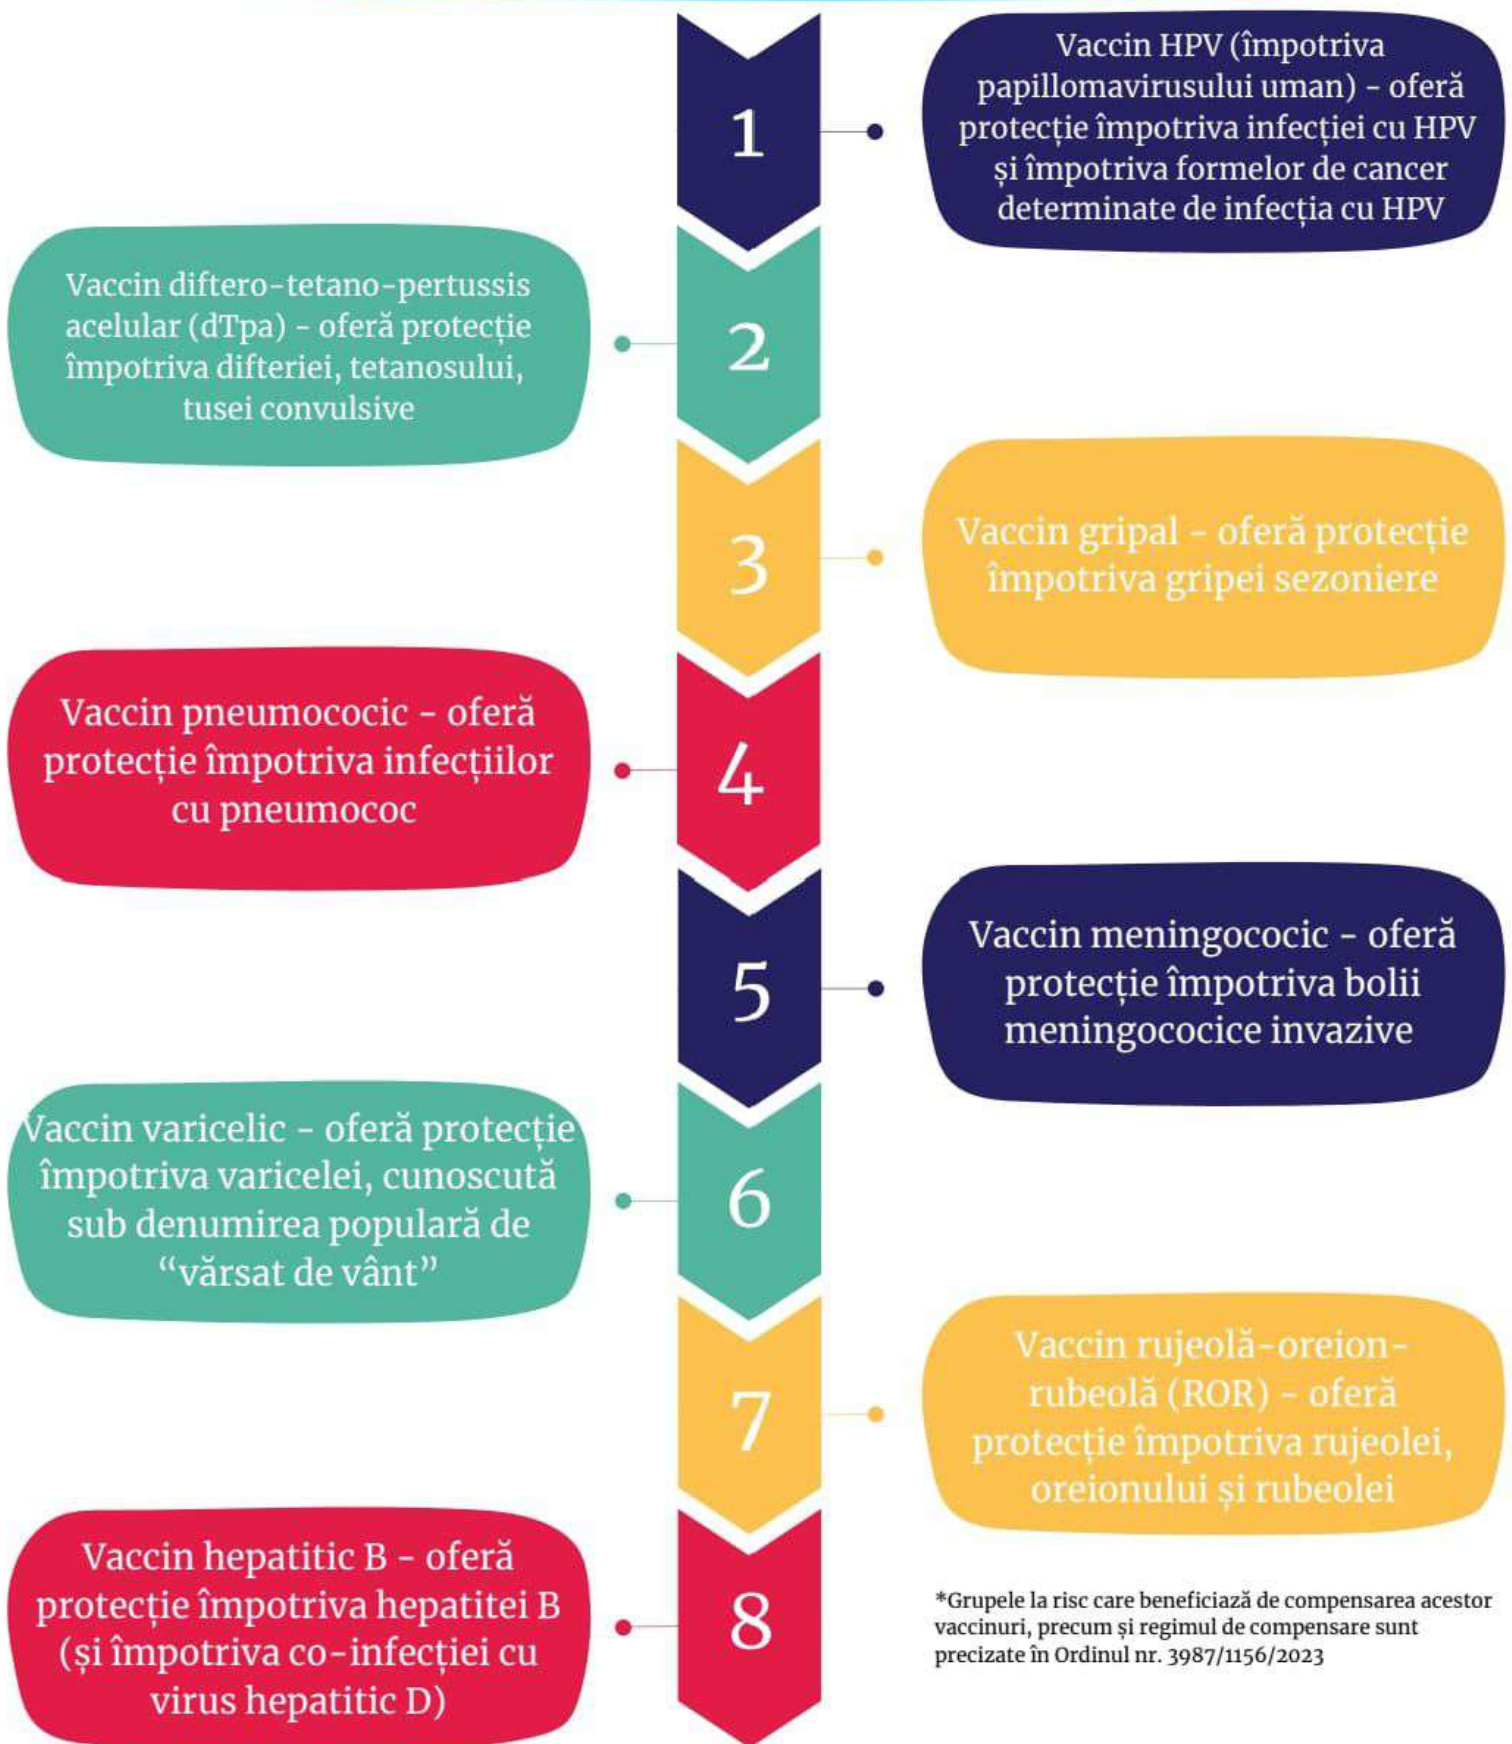 1
Vaccin HPV (împotriva
papillomavirusului uman) - oferă
protecție împotriva infecției cu HPV
și împotriva formelor de cancer
determinate de infecția cu HPV
Vaccin diftero-tetano-pertussis
acelular (dTpa) - oferă protecție
împotriva difteriei, tetanosului,
tusei convulsive
2
3
Vaccin gripal - oferă protecție
împotriva gripei sezoniere
Vaccin pneumococic - oferă
protecție împotriva infecțiilor
cu pneumococ
4
5
Vaccin meningococic - oferă
protecție împotriva bolii
meningococice invazive
Vaccin varicelic - oferă protecție
împotriva varicelei, cunoscută
sub denumirea populară de
“vărsat de vânt”
6
7
Vaccin rujeolă-oreion-
rubeolă (ROR) - oferă
protecție împotriva rujeolei,
oreionului și rubeolei
Vaccin hepatitic B - oferă
protecție împotriva hepatitei B
(și împotriva co-infecției cu
virus hepatitic D)
8
*Grupele la risc care beneficiază de compensarea acestor
vaccinuri, precum și regimul de compensare sunt
precizate în Ordinul nr. 3987/1156/2023